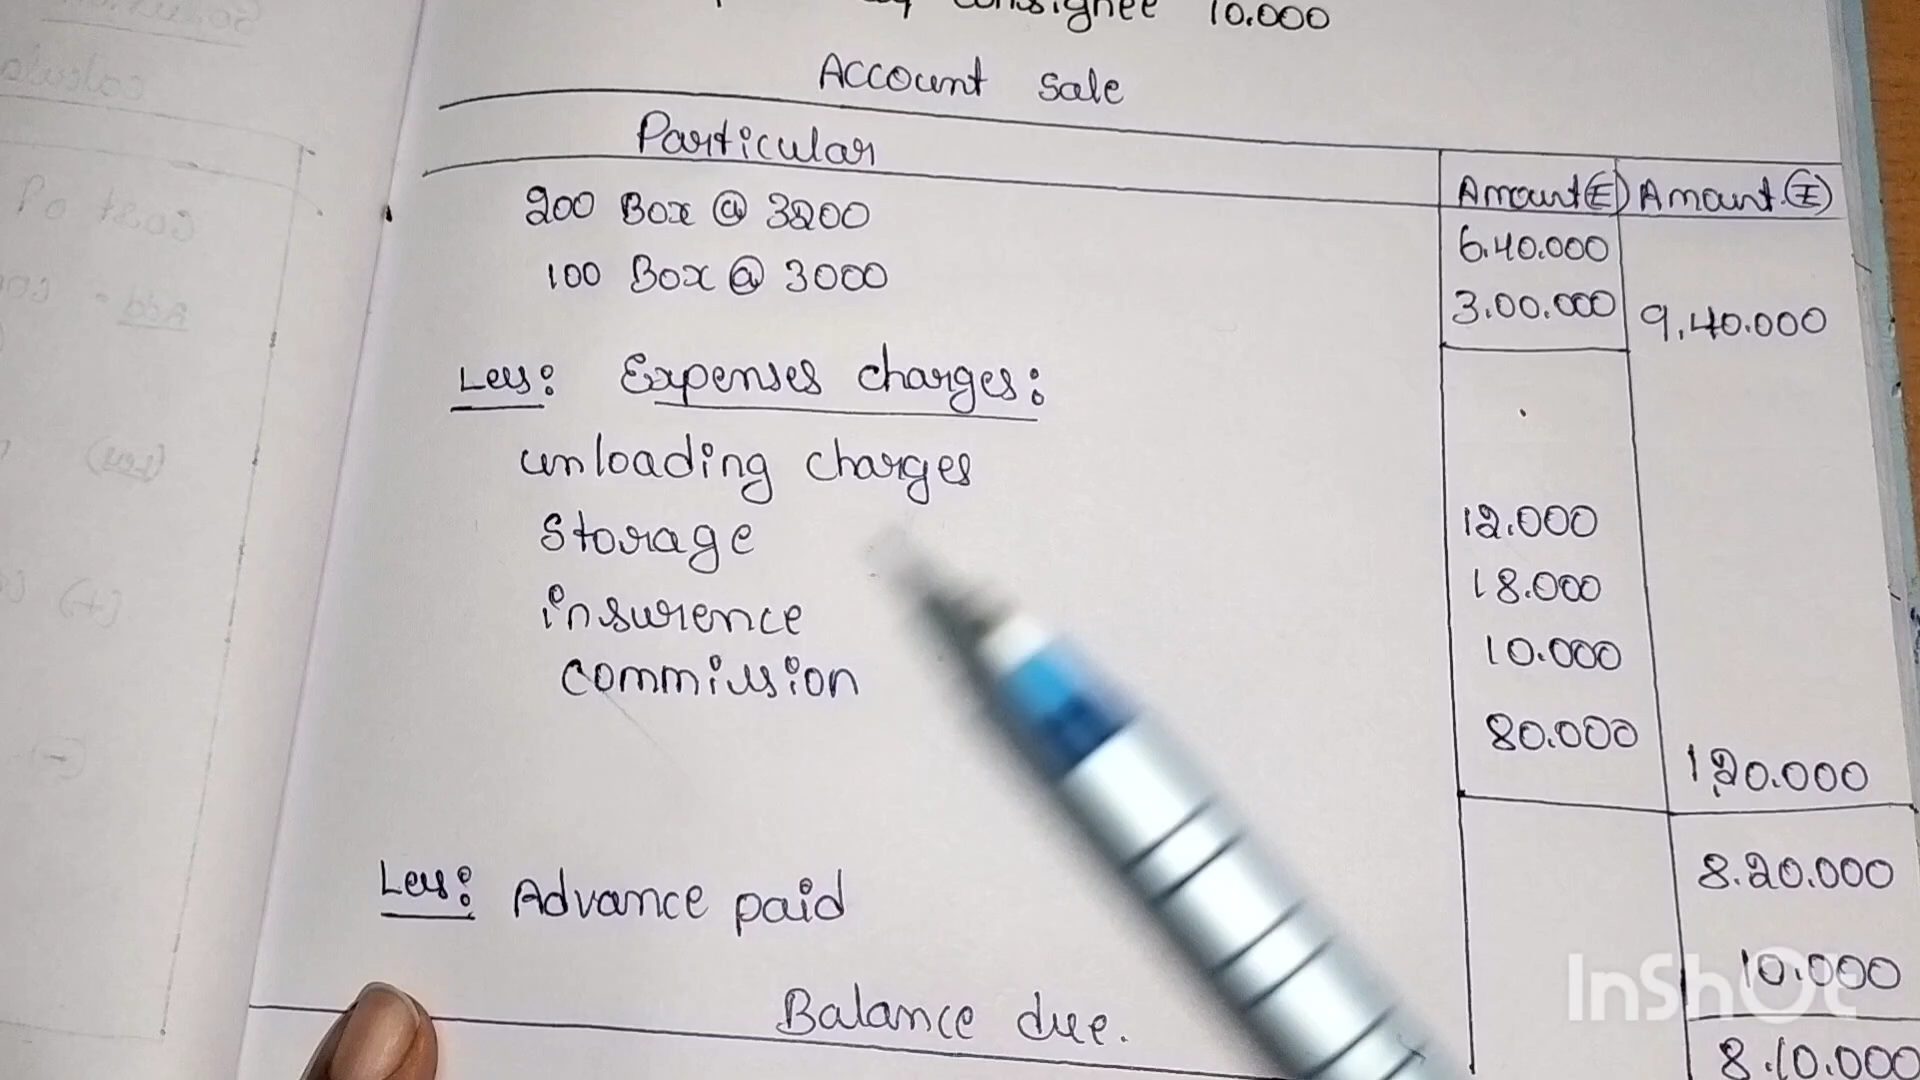 consignee 10.000
Account Sale
Particular Amount(₹) Amount.(₹)
200 Box @ 3200 6.40.000
100 Box @ 3000 3.00.000 9.40.000
Less: Expenses charges:
unloading charges 12.000
Storage 18.000
insurence 10.000
commission 80.000 1,20.000
8.20.000
Less: Advance paid 10.000
Balance due. 8.10.000
InShOt